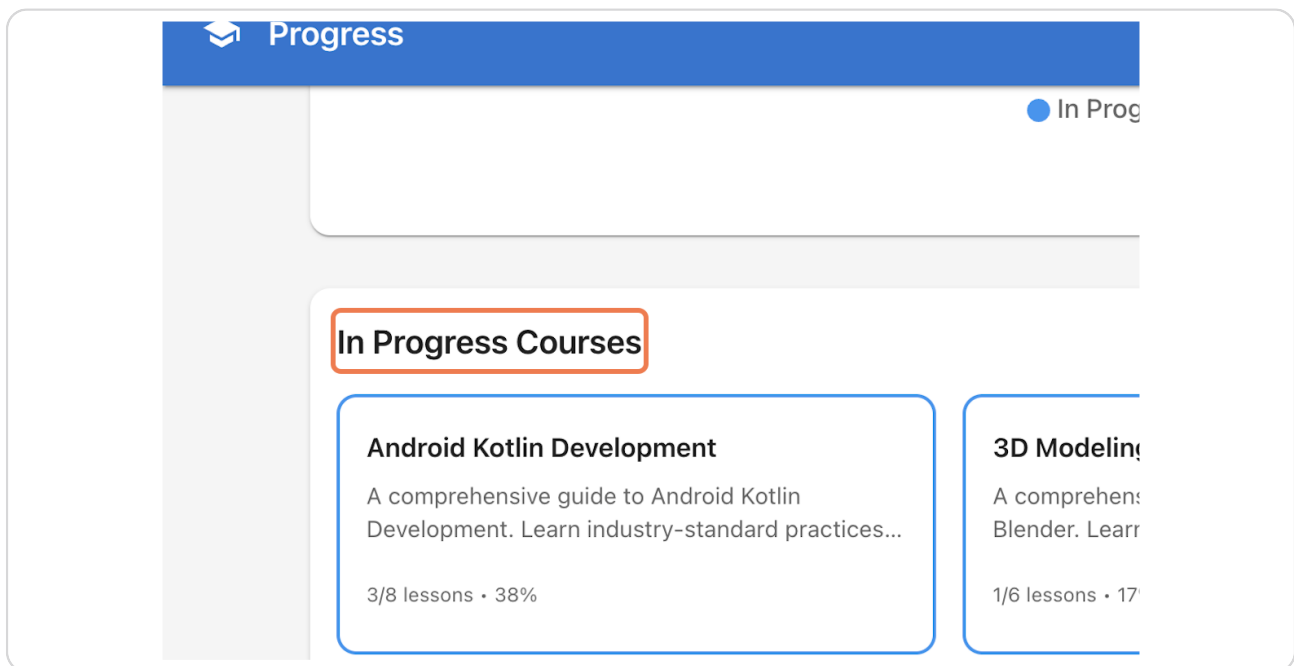 Progress
In Prog
In Progress Courses
Android Kotlin Development
A comprehensive guide to Android Kotlin
Development. Learn industry-standard practices...
3/8 lessons • 38%
3D Modeling
A comprehens
Blender. Learn
1/6 lessons • 17